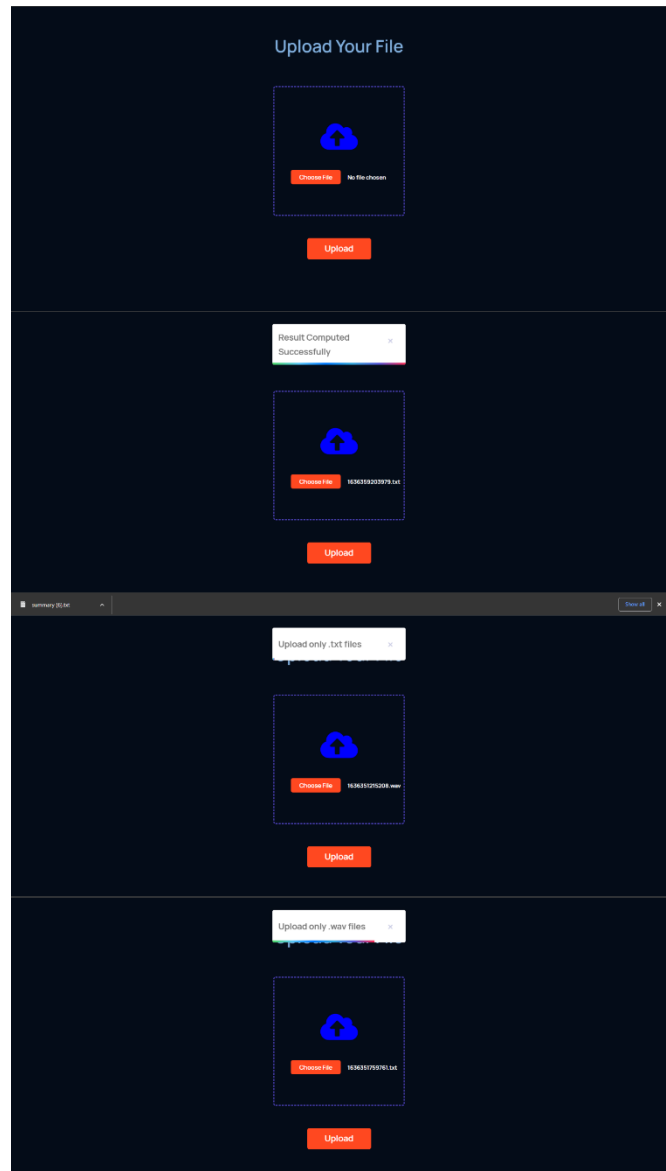 Upload Your File
Choose File No file chosen
Upload
Result Computed
Successfully
×
Choose File 1636359203979.txt
Upload
summary (6).txt
Show all ×
Upload only .txt files ×
Choose File 1636351215208.wav
Upload
Upload only .wav files ×
Choose File 1636351759761.txt
Upload